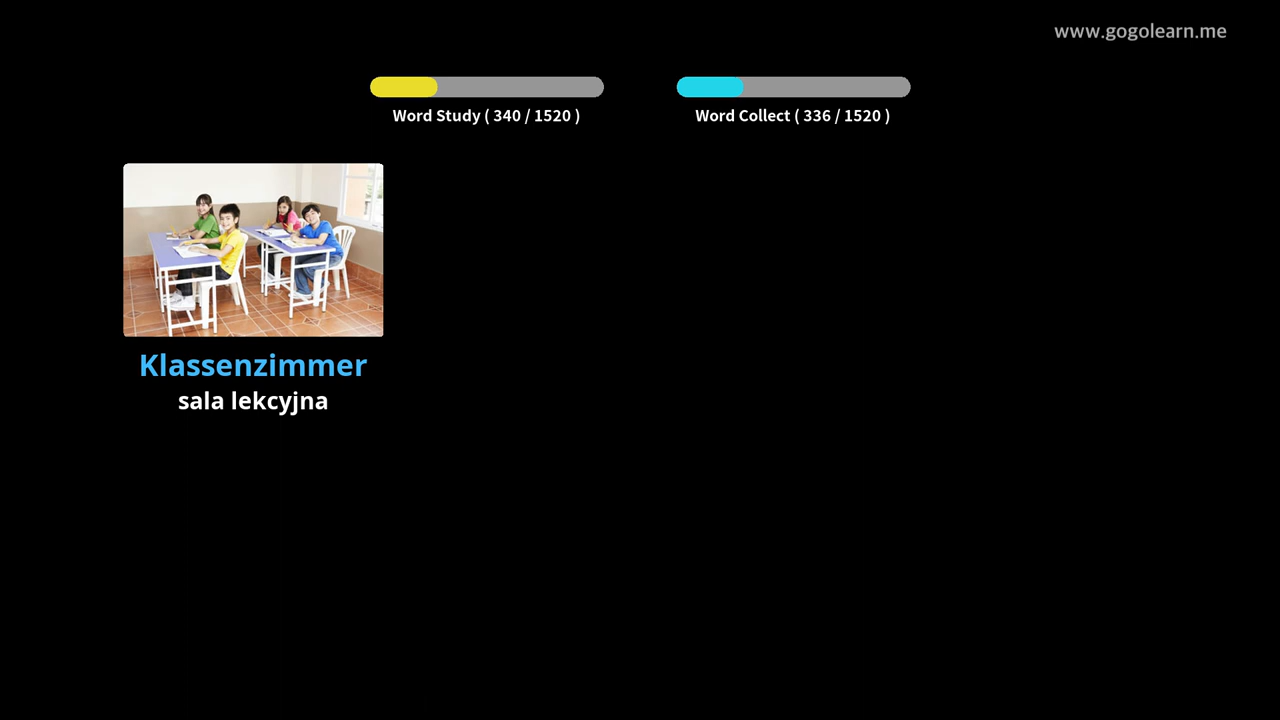 www.gogolearn.me
Word Study ( 340 / 1520 )
Word Collect ( 336 / 1520 )
Klassenzimmer
sala lekcyjna